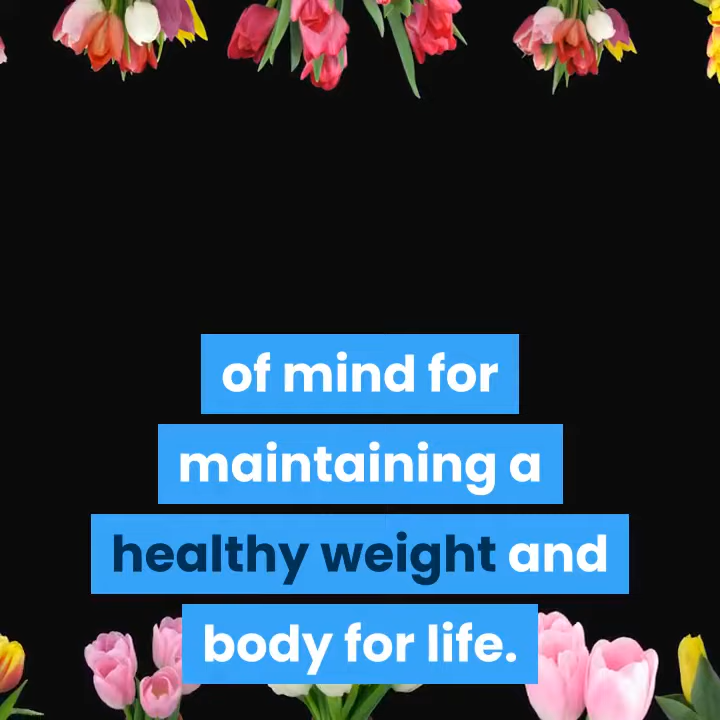 of mind for
maintaining a
healthy weight and
body for life.